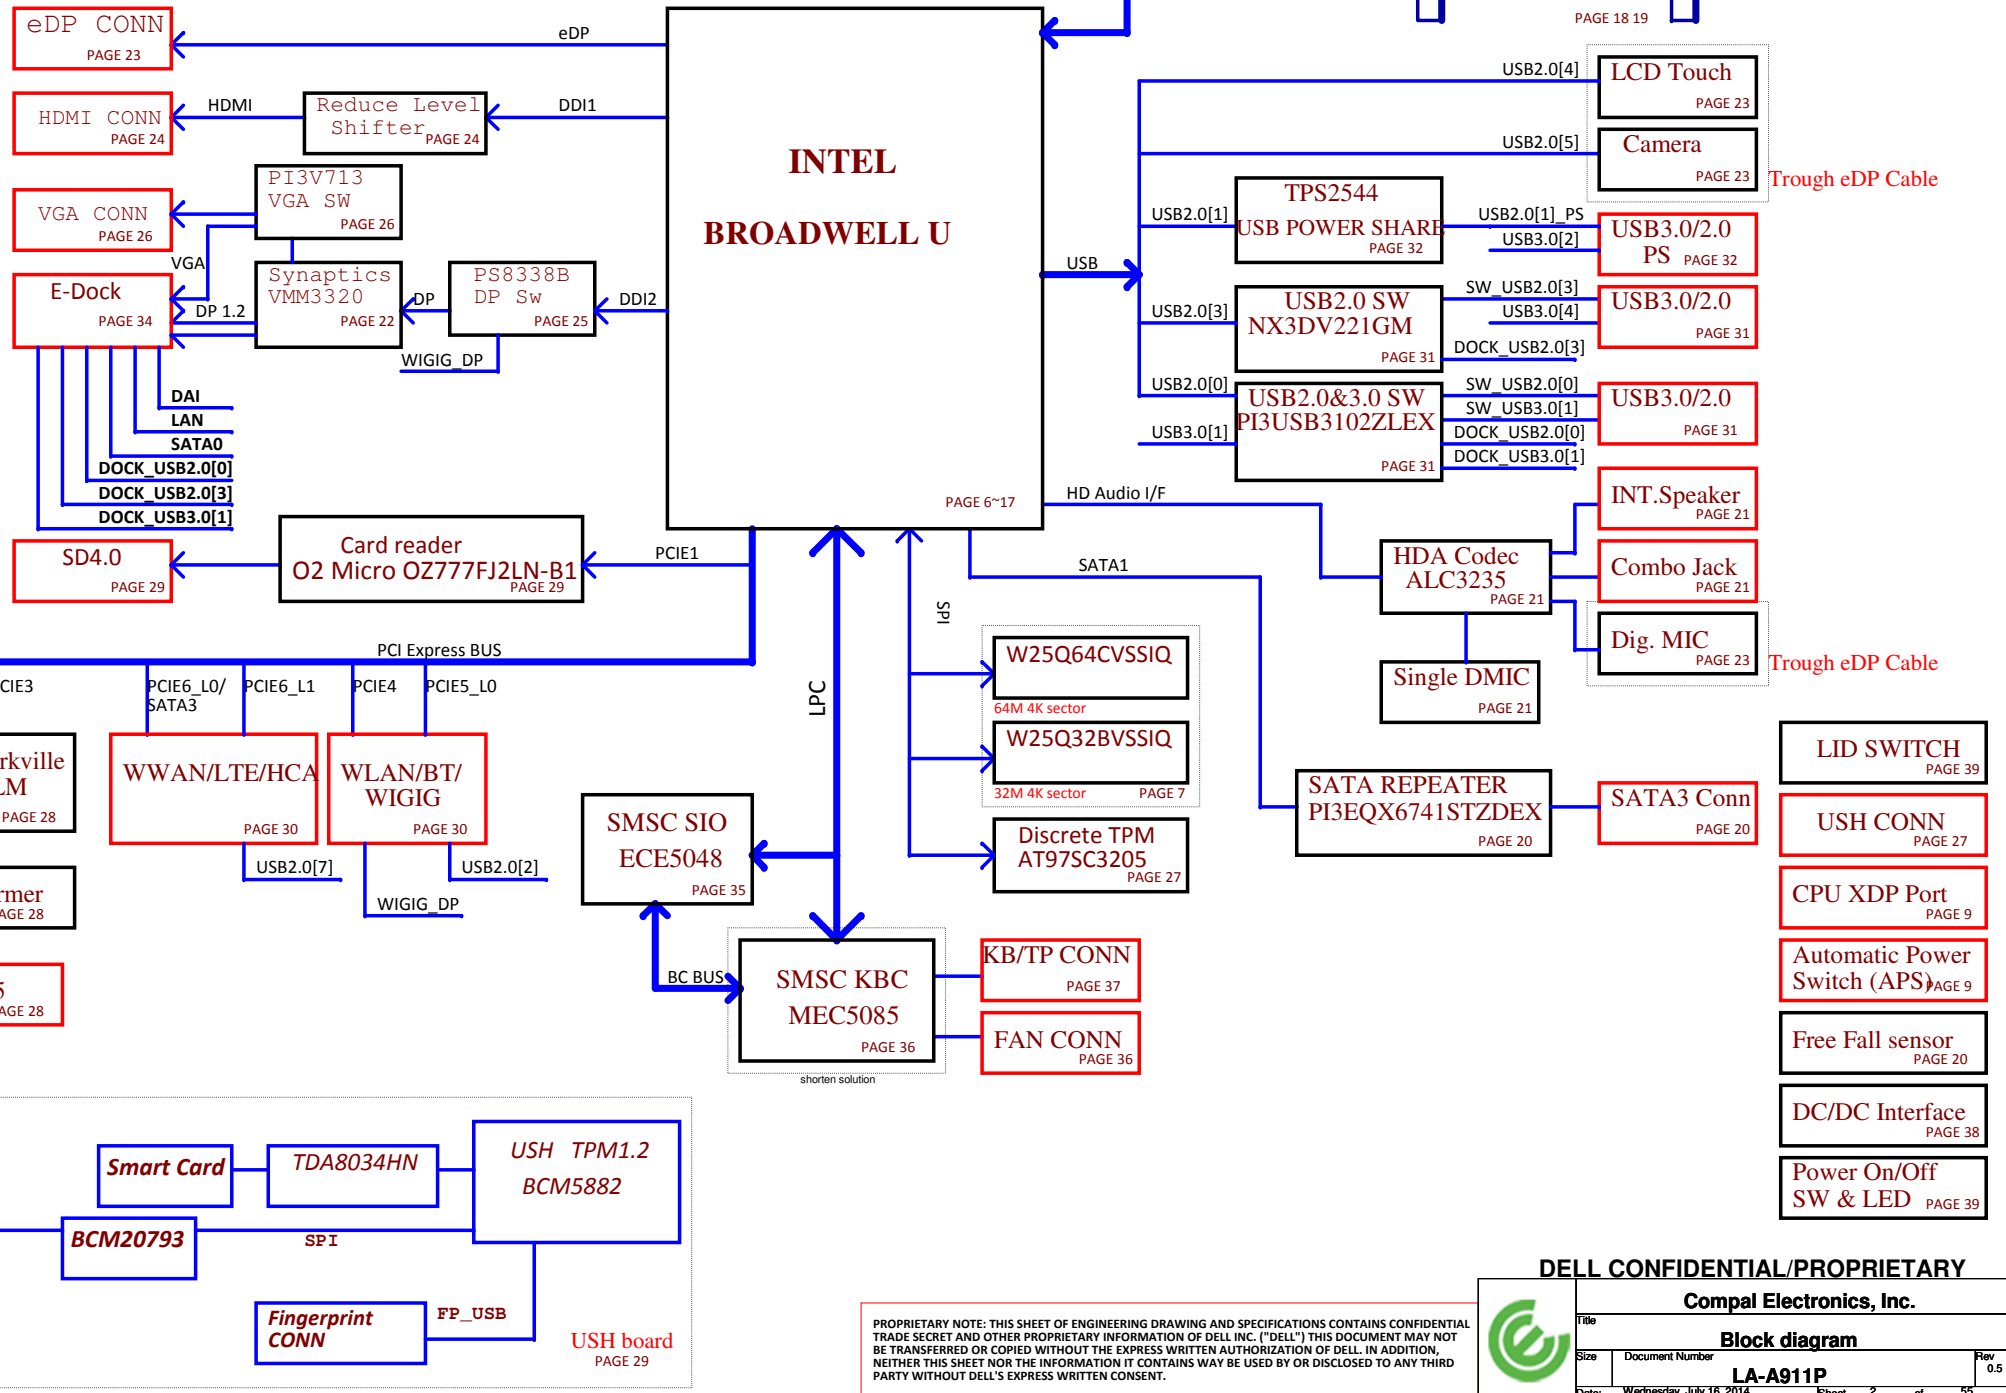 eDP CONN
PAGE 23
eDP
HDMI CONN
PAGE 24
HDMI
Reduce Level
Shifter
PAGE 24
DDI1
VGA CONN
PAGE 26
PI3V713
VGA SW
PAGE 26
VGA
E-Dock
PAGE 34
DP 1.2
Synaptics
VMM3320
PAGE 22
DP
PS8338B
DP Sw
PAGE 25
DDI2
WIGIG_DP
DAI
LAN
SATA0
DOCK_USB2.0[0]
DOCK_USB2.0[3]
DOCK_USB3.0[1]
SD4.0
PAGE 29
Card reader
O2 Micro OZ777FJ2LN-B1
PAGE 29
PCIE1
INTEL
BROADWELL U
PAGE 6~17
PAGE 18 19
USB
USB2.0[4]
LCD Touch
PAGE 23
USB2.0[5]
Camera
PAGE 23
Trough eDP Cable
USB2.0[1]
TPS2544
USB POWER SHARE
PAGE 32
USB2.0[1]_PS
USB3.0[2]
USB3.0/2.0
PS PAGE 32
USB2.0[3]
USB2.0 SW
NX3DV221GM
PAGE 31
SW_USB2.0[3]
USB3.0[4]
DOCK_USB2.0[3]
USB3.0/2.0
PAGE 31
USB2.0[0]
USB3.0[1]
USB2.0&3.0 SW
PI3USB3102ZLEX
PAGE 31
SW_USB2.0[0]
SW_USB3.0[1]
DOCK_USB2.0[0]
DOCK_USB3.0[1]
USB3.0/2.0
PAGE 31
HD Audio I/F
HDA Codec
ALC3235
PAGE 21
INT.Speaker
PAGE 21
Combo Jack
PAGE 21
Dig. MIC
PAGE 23
Trough eDP Cable
Single DMIC
PAGE 21
SATA1
SPI
LPC
PCI Express BUS
CIE3
PCIE6_L0/
SATA3
PCIE6_L1
PCIE4
PCIE5_L0
rkville
LM
PAGE 28
WWAN/LTE/HCA
PAGE 30
USB2.0[7]
WLAN/BT/
WIGIG
PAGE 30
USB2.0[2]
WIGIG_DP
rmer
AGE 28
5
AGE 28
W25Q64CVSSIQ
64M 4K sector
W25Q32BVSSIQ
32M 4K sector
PAGE 7
Discrete TPM
AT97SC3205
PAGE 27
SATA REPEATER
PI3EQX6741STZDEX
PAGE 20
SATA3 Conn
PAGE 20
SMSC SIO
ECE5048
PAGE 35
BC BUS
SMSC KBC
MEC5085
PAGE 36
shorten solution
KB/TP CONN
PAGE 37
FAN CONN
PAGE 36
LID SWITCH
PAGE 39
USH CONN
PAGE 27
CPU XDP Port
PAGE 9
Automatic Power
Switch (APS)
PAGE 9
Free Fall sensor
PAGE 20
DC/DC Interface
PAGE 38
Power On/Off
SW & LED PAGE 39
Smart Card
TDA8034HN
USH TPM1.2
BCM5882
BCM20793
SPI
Fingerprint
CONN
FP_USB
USH board
PAGE 29
PROPRIETARY NOTE: THIS SHEET OF ENGINEERING DRAWING AND SPECIFICATIONS CONTAINS CONFIDENTIAL
TRADE SECRET AND OTHER PROPRIETARY INFORMATION OF DELL INC. ("DELL") THIS DOCUMENT MAY NOT
BE TRANSFERRED OR COPIED WITHOUT THE EXPRESS WRITTEN AUTHORIZATION OF DELL. IN ADDITION,
NEITHER THIS SHEET NOR THE INFORMATION IT CONTAINS WAY BE USED BY OR DISCLOSED TO ANY THIRD
PARTY WITHOUT DELL'S EXPRESS WRITTEN CONSENT.
DELL CONFIDENTIAL/PROPRIETARY
Compal Electronics, Inc.
Title
Block diagram
Size
Document Number
Rev
LA-A911P
0.5
Date: Wednesday, July 16, 2014
Sheet 2 of 55